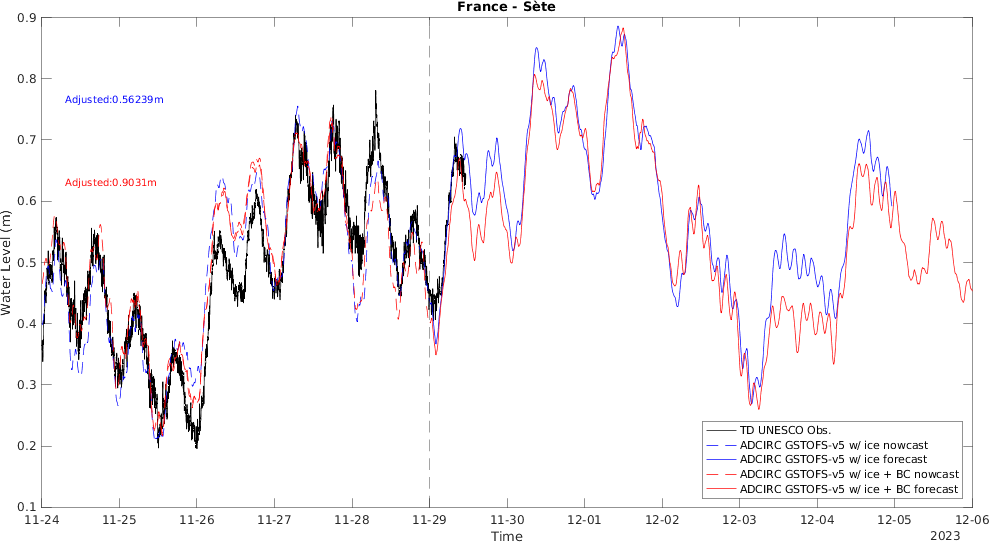 France - Sète
0.9
0.8
0.7
0.6
0.5
0.4
0.3
0.2
0.1
Water Level (m)
Adjusted:0.56239m
Adjusted:0.9031m
TD UNESCO Obs.
ADCIRC GSTOFS-v5 w/ ice nowcast
ADCIRC GSTOFS-v5 w/ ice forecast
ADCIRC GSTOFS-v5 w/ ice + BC nowcast
ADCIRC GSTOFS-v5 w/ ice + BC forecast
11-24 11-25 11-26 11-27 11-28 11-29 11-30 12-01 12-02 12-03 12-04 12-05 12-06
Time
2023